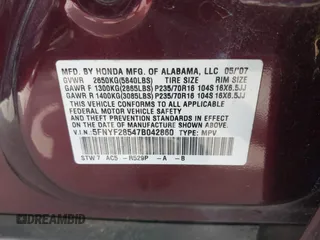 MFD. BY HONDA MFG. OF ALABAMA, LLC 05/07
GVWR 2650KG(5840LBS) TIRE SIZE RIM SIZE
GAWR F 1300KG(2865LBS) P235/70R16 104S 16X6.5JJ
GAWR R 1400KG(3085LBS) P235/70R16 104S 16X6.5JJ
THIS VEHICLE CONFORMS TO ALL APPLICABLE
FEDERAL MOTOR VEHICLE SAFETY AND THEFT
PREVENTION STANDARDS IN EFFECT ON THE DATE
OF MANUFACTURE SHOWN ABOVE.
V.I.N.: 5FNYF28547B042860 TYPE: MPV
STW 7 AC5- R529P -A -B
DREAMBID